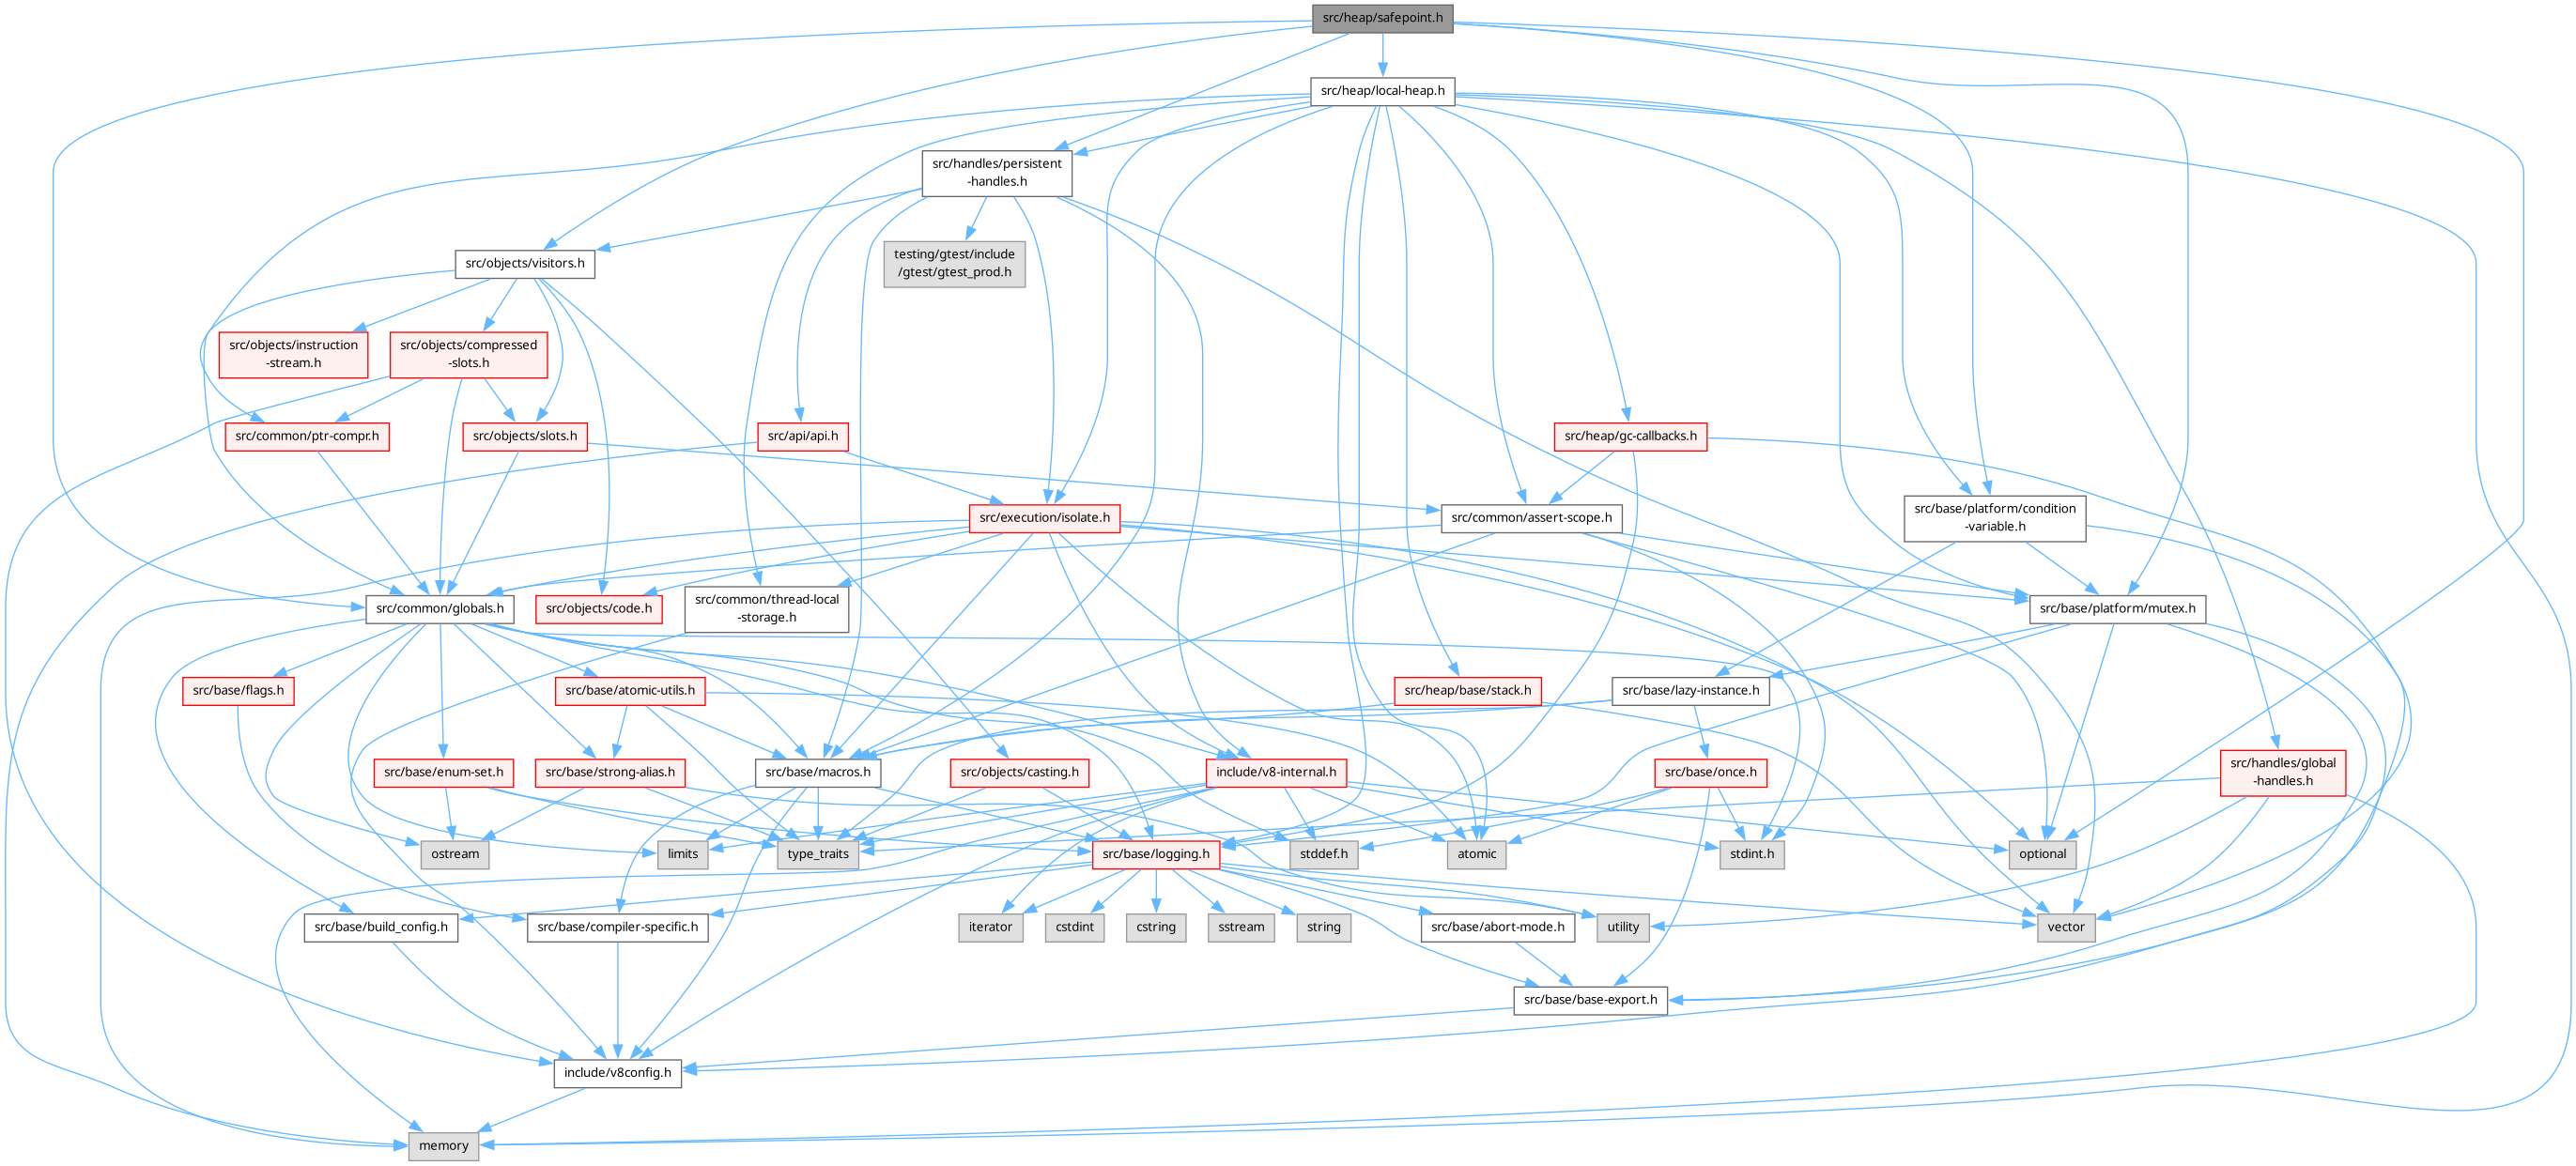 src/heap/safepoint.h
src/heap/local-heap.h
src/handles/persistent
-handles.h
src/objects/visitors.h
testing/gtest/include
/gtest/gtest_prod.h
src/objects/instruction
-stream.h
src/objects/compressed
-slots.h
src/common/ptr-compr.h
src/objects/slots.h
src/api/api.h
src/heap/gc-callbacks.h
src/execution/isolate.h
src/common/assert-scope.h
src/base/platform/condition
-variable.h
src/common/globals.h
src/objects/code.h
src/common/thread-local
-storage.h
src/base/platform/mutex.h
src/base/flags.h
src/base/atomic-utils.h
src/heap/base/stack.h
src/base/lazy-instance.h
src/base/enum-set.h
src/base/strong-alias.h
src/base/macros.h
src/objects/casting.h
include/v8-internal.h
src/base/once.h
src/handles/global
-handles.h
ostream
limits
type_traits
src/base/logging.h
stddef.h
atomic
stdint.h
optional
src/base/build_config.h
src/base/compiler-specific.h
iterator
cstdint
cstring
sstream
string
src/base/abort-mode.h
utility
vector
src/base/base-export.h
include/v8config.h
memory